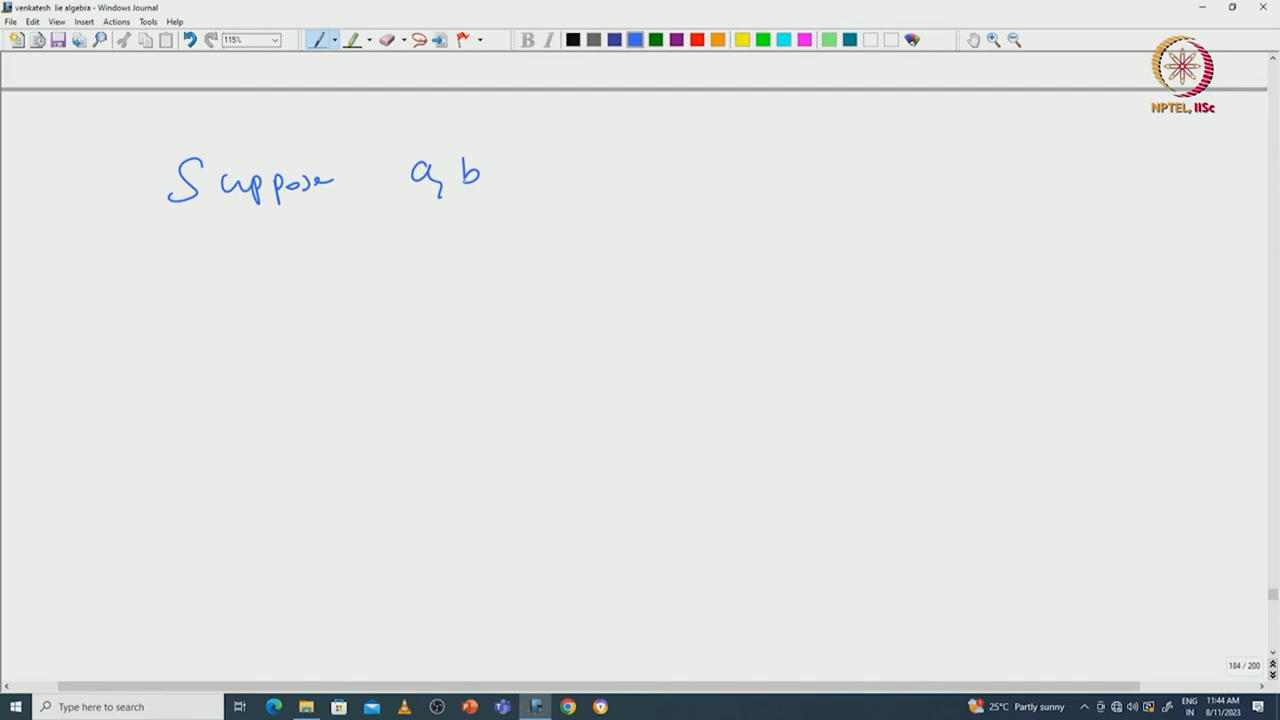 venkatesh lie algebra - Windows Journal
File Edit View Insert Actions Tools Help
115%
NPTEL, IISc
Suppose a, b
184 / 200
Type here to search
25°C Partly sunny
ENG
IN
11:44 AM
8/11/2023